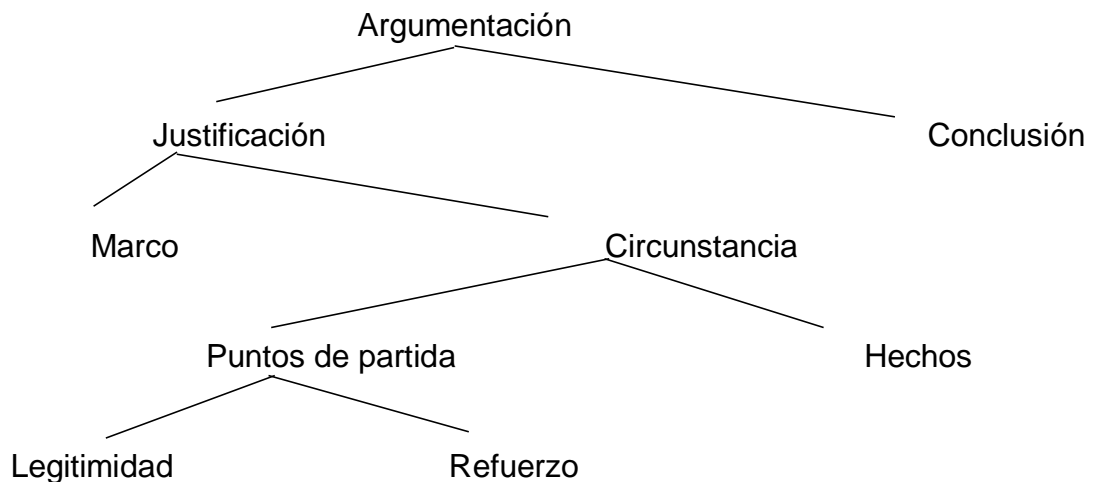 Argumentación
Justificación Conclusión
Marco Circunstancia
Puntos de partida Hechos
Legitimidad Refuerzo